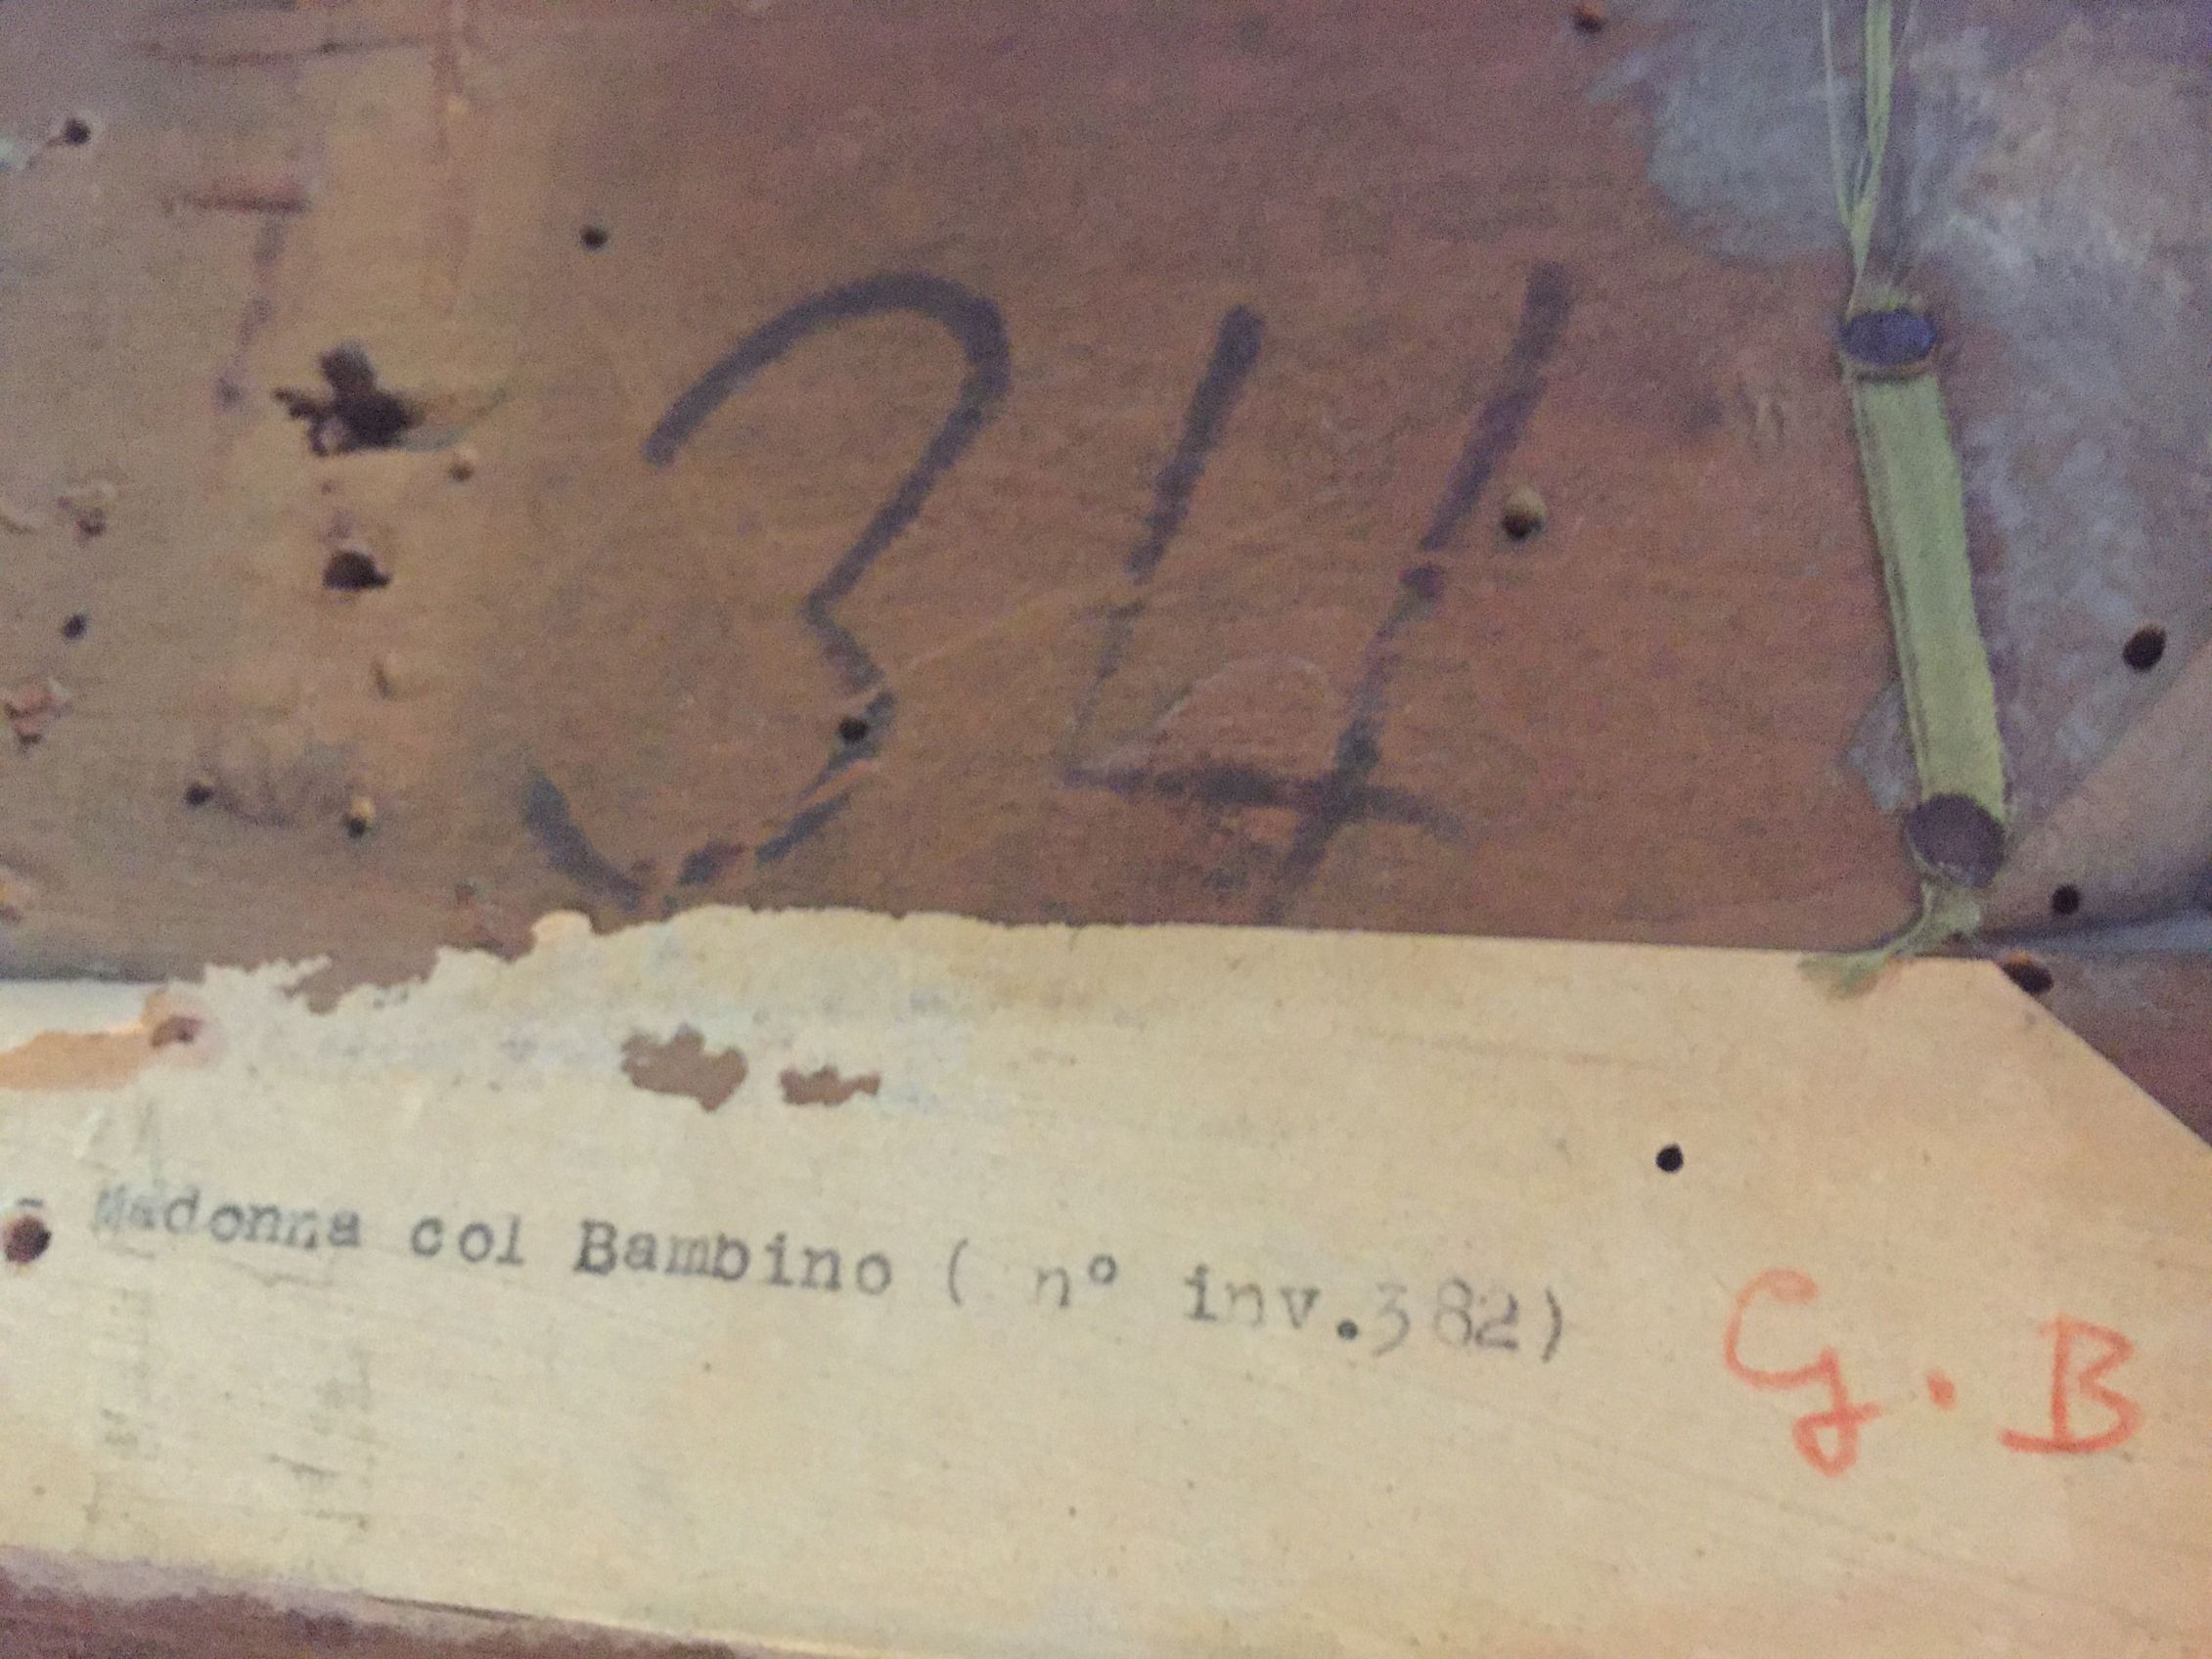 34
- Madonna col Bambino ( nº inv.382)
G. B